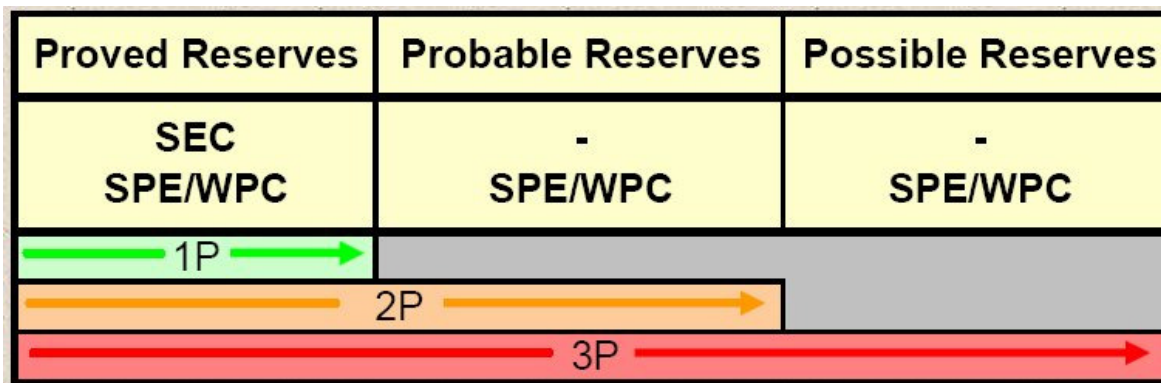 Proved Reserves
Probable Reserves
Possible Reserves
SEC
SPE/WPC
-
SPE/WPC
-
SPE/WPC
1P
2P
3P